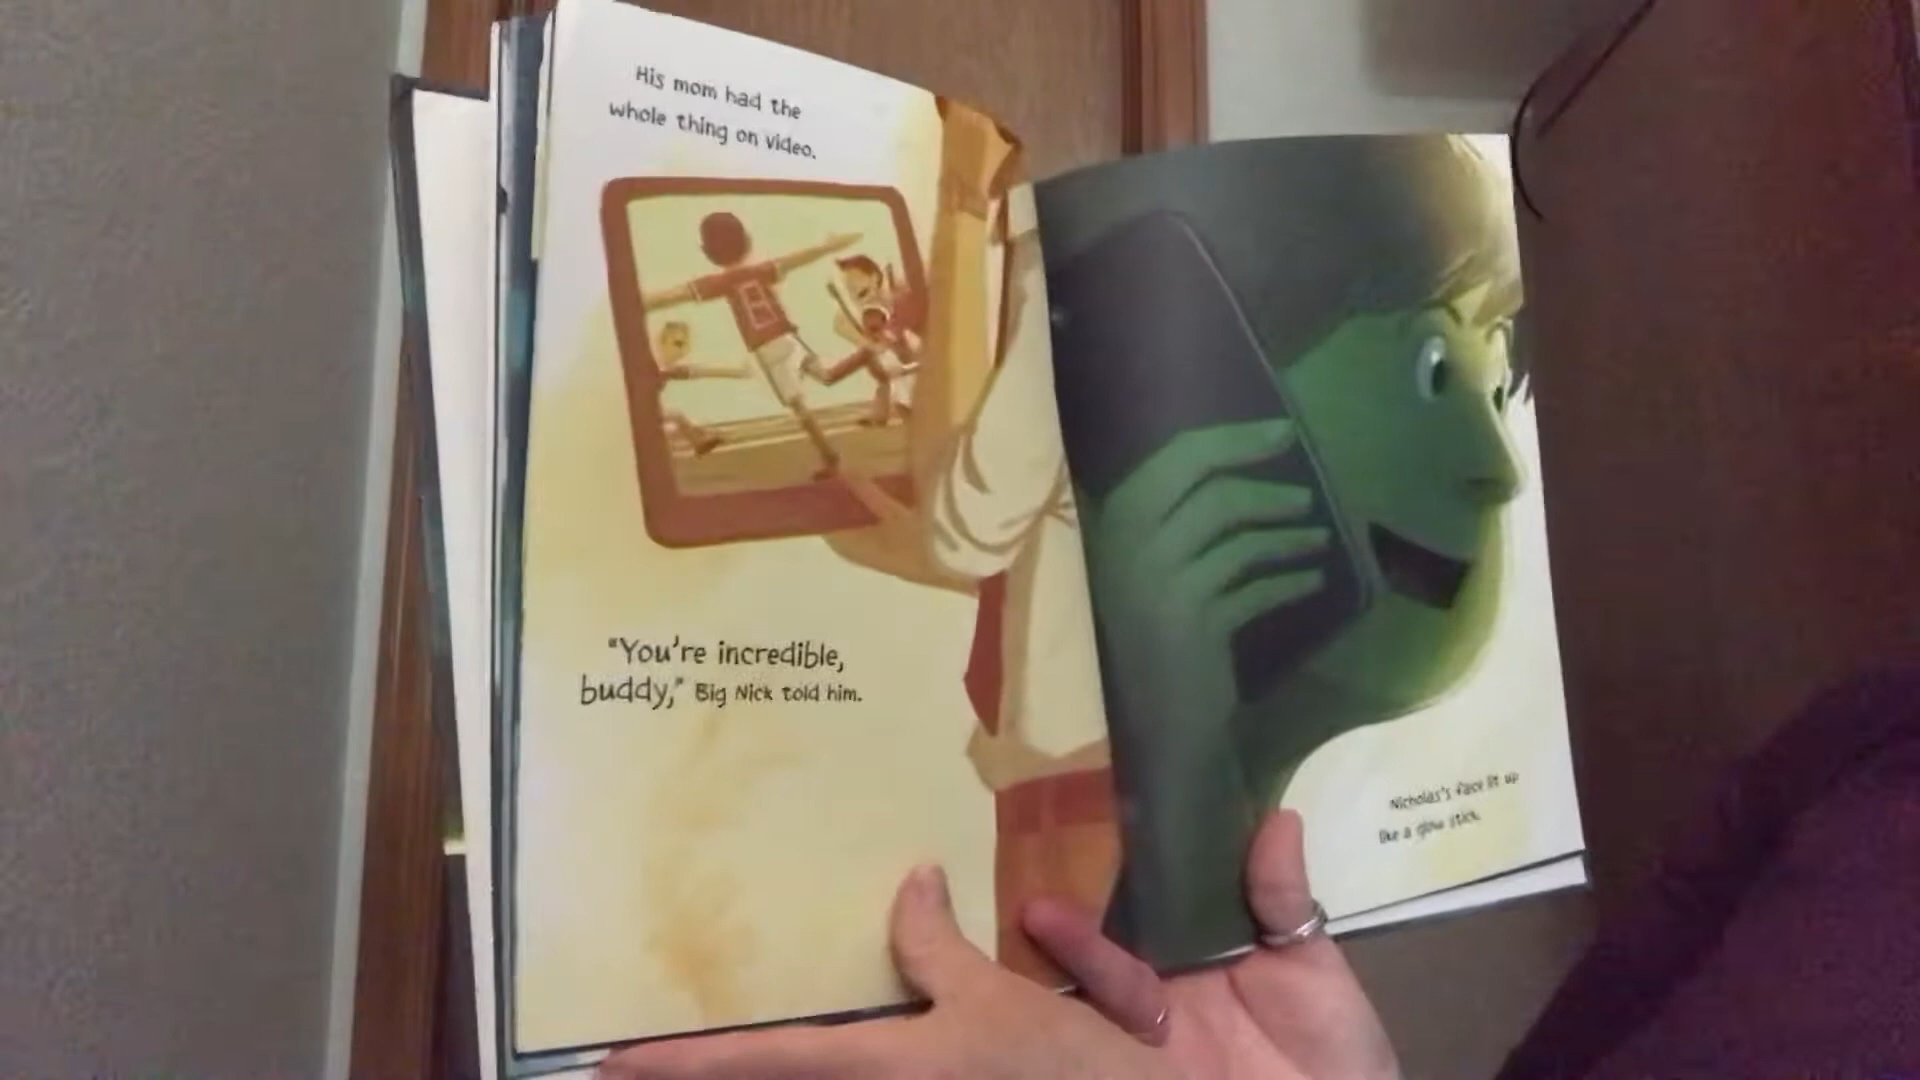 His mom had the
whole thing on video.
8
"You're incredible,
buddy," Big Nick told him.
Nicholas's face lit up
like a glow stick.